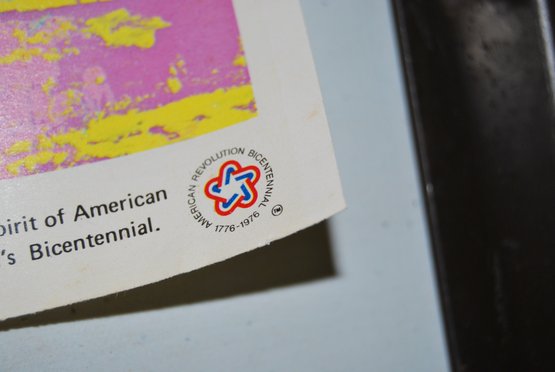 pirit of American
's Bicentennial.
AMERICAN REVOLUTION BICENTENNIAL
1776-1976